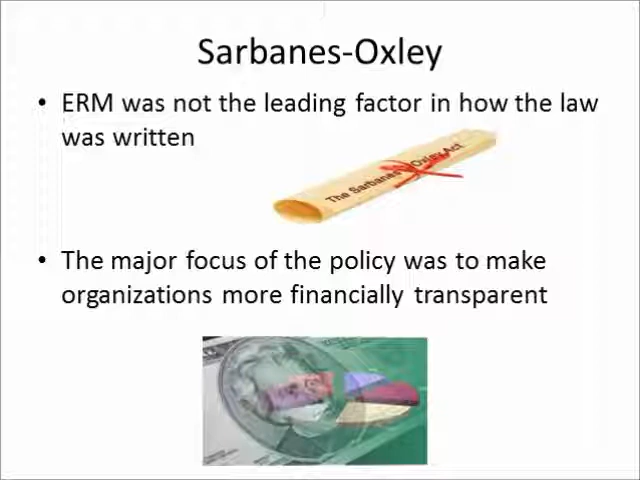 Sarbanes-Oxley
• ERM was not the leading factor in how the law
was written
The Sarbanes Oxley Act
• The major focus of the policy was to make
organizations more financially transparent